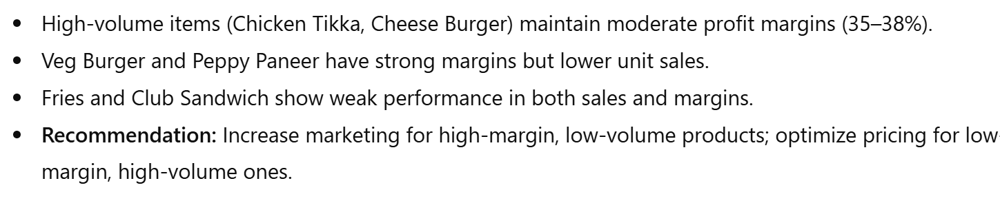 • High-volume items (Chicken Tikka, Cheese Burger) maintain moderate profit margins (35–38%).
• Veg Burger and Peppy Paneer have strong margins but lower unit sales.
• Fries and Club Sandwich show weak performance in both sales and margins.
• Recommendation: Increase marketing for high-margin, low-volume products; optimize pricing for low-
margin, high-volume ones.